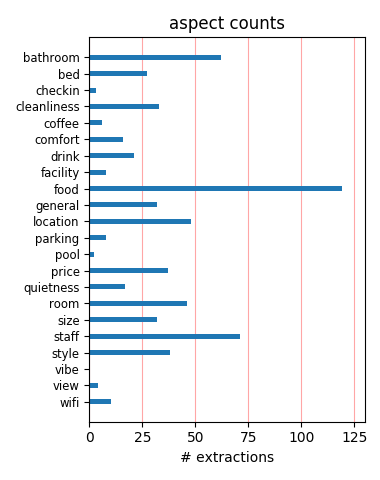 aspect counts
bathroom
bed
checkin
cleanliness
coffee
comfort
drink
facility
food
general
location
parking
pool
price
quietness
room
size
staff
style
vibe
view
wifi
0 25 50 75 100 125
# extractions